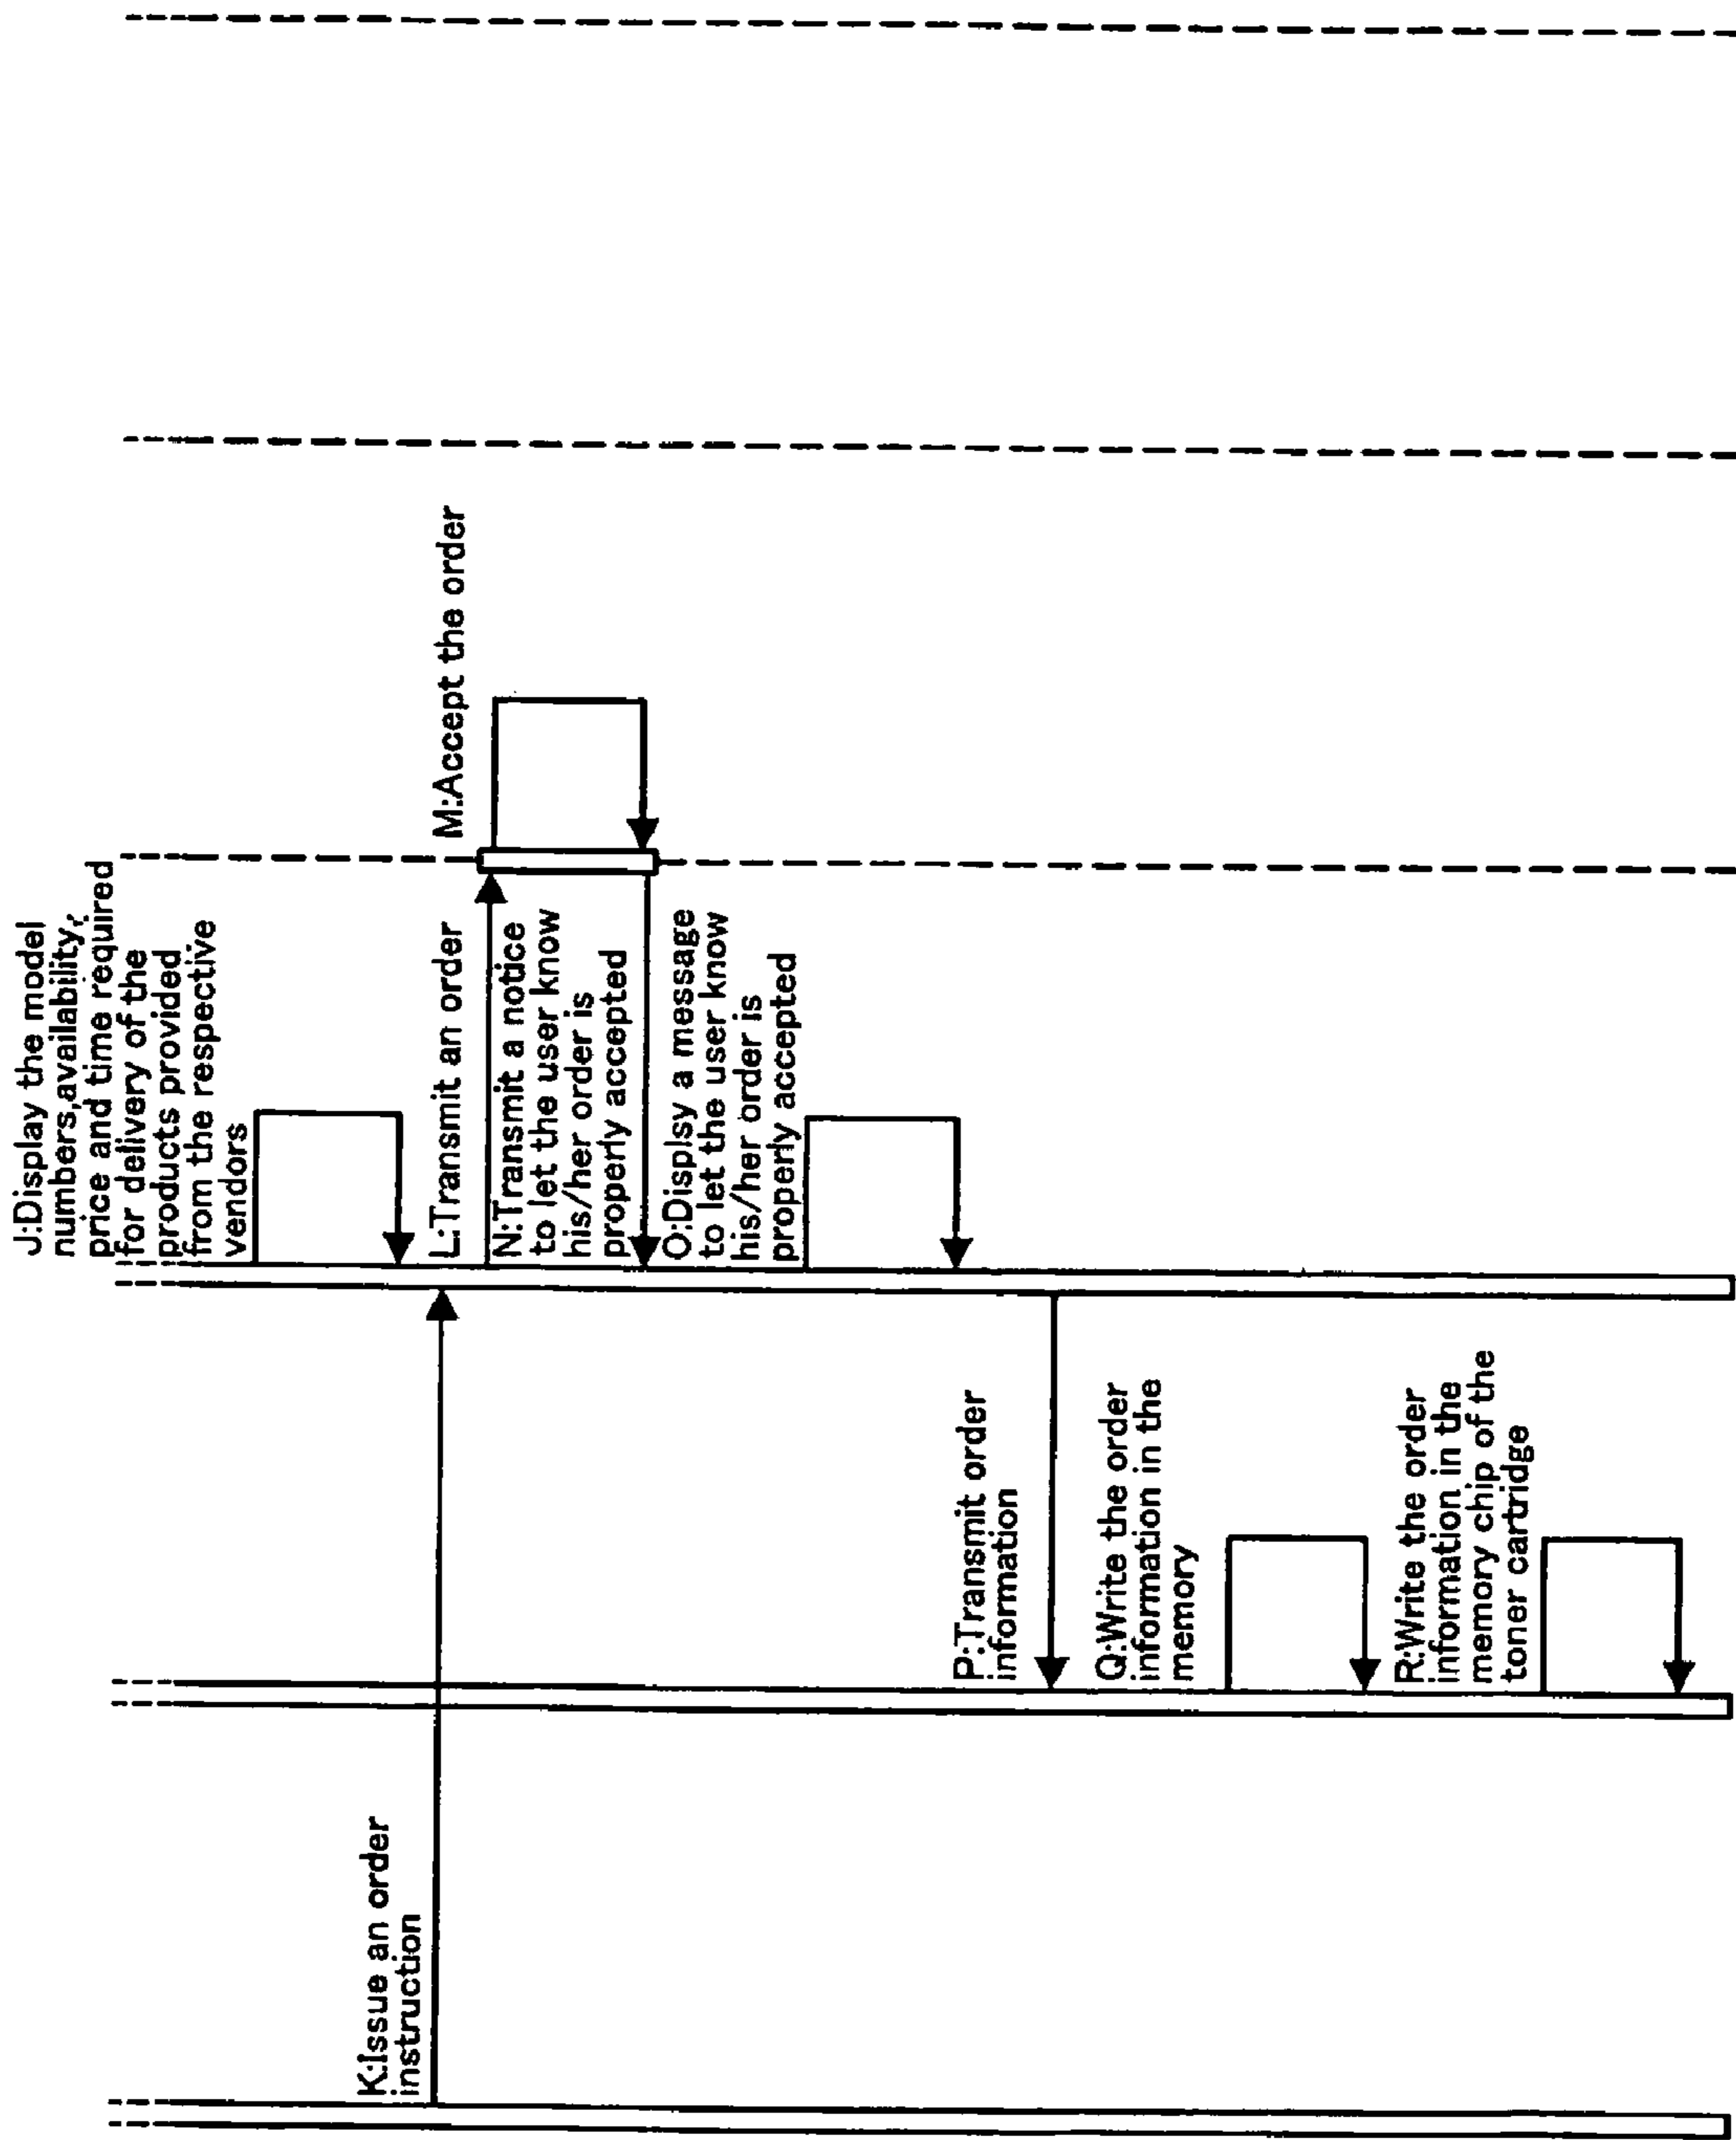 J:Display the model
numbers,availability,
price and time required
for delivery of the
products provided
from the respective
vendors
K:Issue an order
instruction
L:Transmit an order
M:Accept the order
N:Transmit a notice
to let the user know
his/her order is
properly accepted
O:Display a message
to let the user know
his/her order is
properly accepted
P:Transmit order
information
Q:Write the order
information in the
memory
R:Write the order
information in the
memory chip of the
toner cartridge